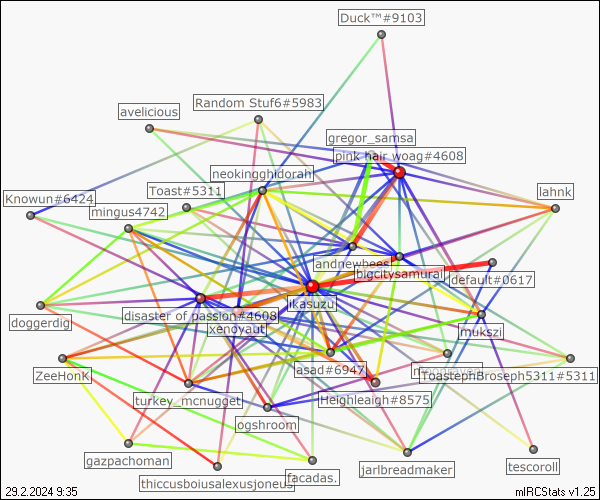 Duck™#9103
Random Stuf6#5983
avelicious
gregor_samsa
pink hair woag#4608
neokingghidorah
Toast#5311
lahnk
Knowun#6424
mingus4742
andnewbees
bigcitysamurai
default#0617
ikasuzu
disaster of passion#4608
doggerdig
xenoyaut
mukszi
asad#6947
ZeeHonK
ToastephBroseph5311#5311
turkey_mcnugget
Heighleaigh#8575
ogshroom
gazpachoman
facadas.
jarlbreadmaker
tescoroll
thiccusboiusalexusjoneus
29.2.2024 9:35
mIRCStats v1.25